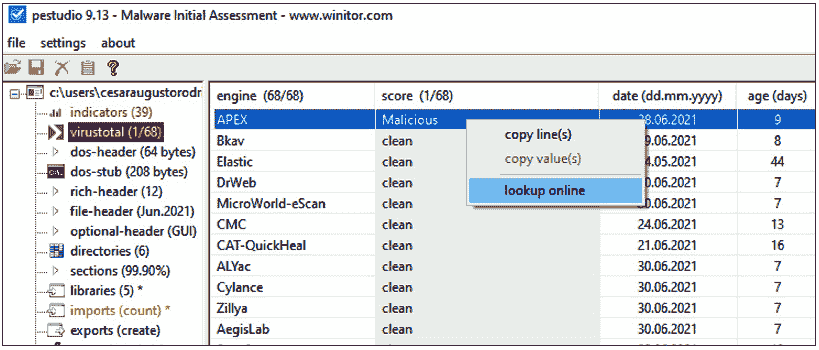 pestudio 9.13 - Malware Initial Assessment - www.winitor.com
file settings about
c:\users\cesaraugustorodr
indicators (39)
virustotal (1/68)
dos-header (64 bytes)
dos-stub (208 bytes)
rich-header (12)
file-header (Jun.2021)
optional-header (GUI)
directories (6)
sections (99.90%)
libraries (5) *
imports (count) *
exports (create)
engine (68/68) score (1/68) date (dd.mm.yyyy) age (days)
APEX Malicious 28.06.2021 9
Bkav clean 9.06.2021 8
Elastic clean 4.05.2021 44
DrWeb clean 0.06.2021 7
MicroWorld-eScan clean 0.06.2021 7
CMC clean 24.06.2021 13
CAT-QuickHeal clean 21.06.2021 16
ALYac clean 30.06.2021 7
Cylance clean 30.06.2021 7
Zillya clean 30.06.2021 7
AegisLab clean 30.06.2021 7
copy line(s)
copy value(s)
lookup online